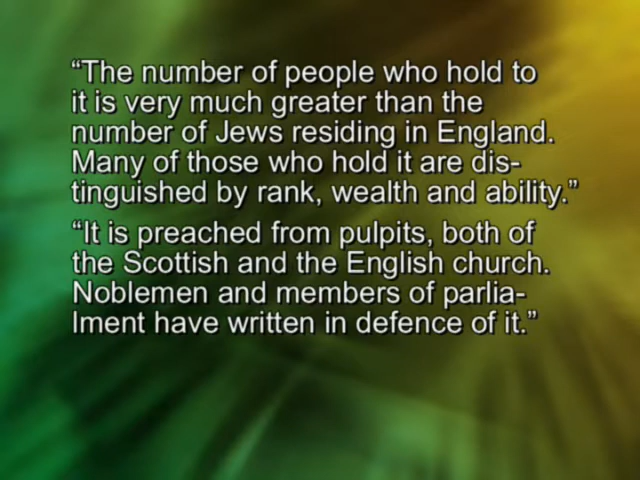 “The number of people who hold to
it is very much greater than the
number of Jews residing in England.
Many of those who hold it are dis-
tinguished by rank, wealth and ability.”
“It is preached from pulpits, both of
the Scottish and the English church.
Noblemen and members of parlia-
lment have written in defence of it.”